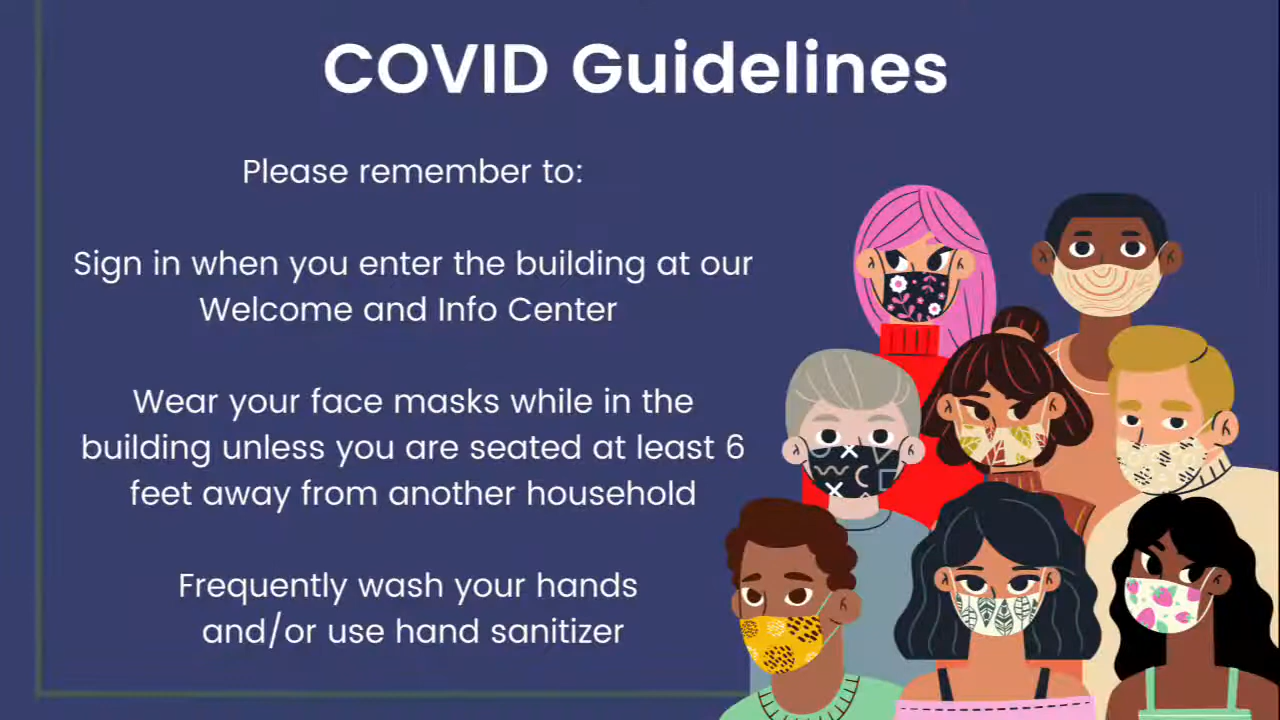 COVID Guidelines
Please remember to:
Sign in when you enter the building at our
Welcome and Info Center
Wear your face masks while in the
building unless you are seated at least 6
feet away from another household
Frequently wash your hands
and/or use hand sanitizer